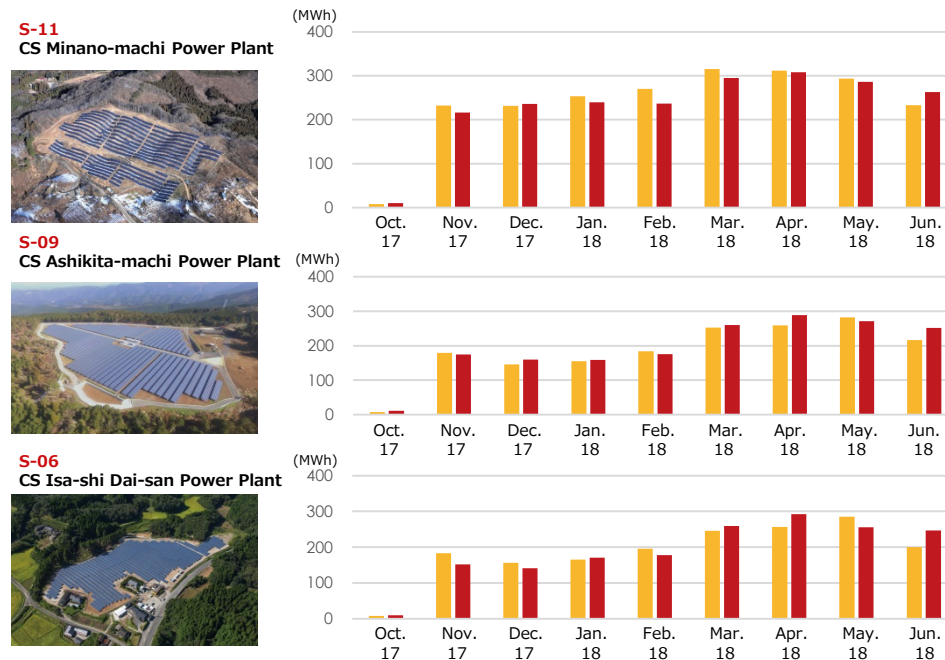 S-11
CS Minano-machi Power Plant
(MWh)
400
300
200
100
0
Oct. Nov. Dec. Jan. Feb. Mar. Apr. May. Jun.
17 17 17 18 18 18 18 18 18
S-09
CS Ashikita-machi Power Plant
(MWh)
400
300
200
100
0
Oct. Nov. Dec. Jan. Feb. Mar. Apr. May. Jun.
17 17 17 18 18 18 18 18 18
S-06
CS Isa-shi Dai-san Power Plant
(MWh)
400
300
200
100
0
Oct. Nov. Dec. Jan. Feb. Mar. Apr. May. Jun.
17 17 17 18 18 18 18 18 18